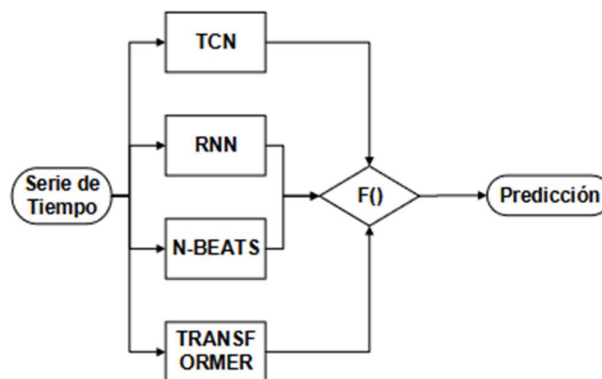 TCN
RNN
Serie de
Tiempo
F()
Predicción
N-BEATS
TRANSF
ORMER